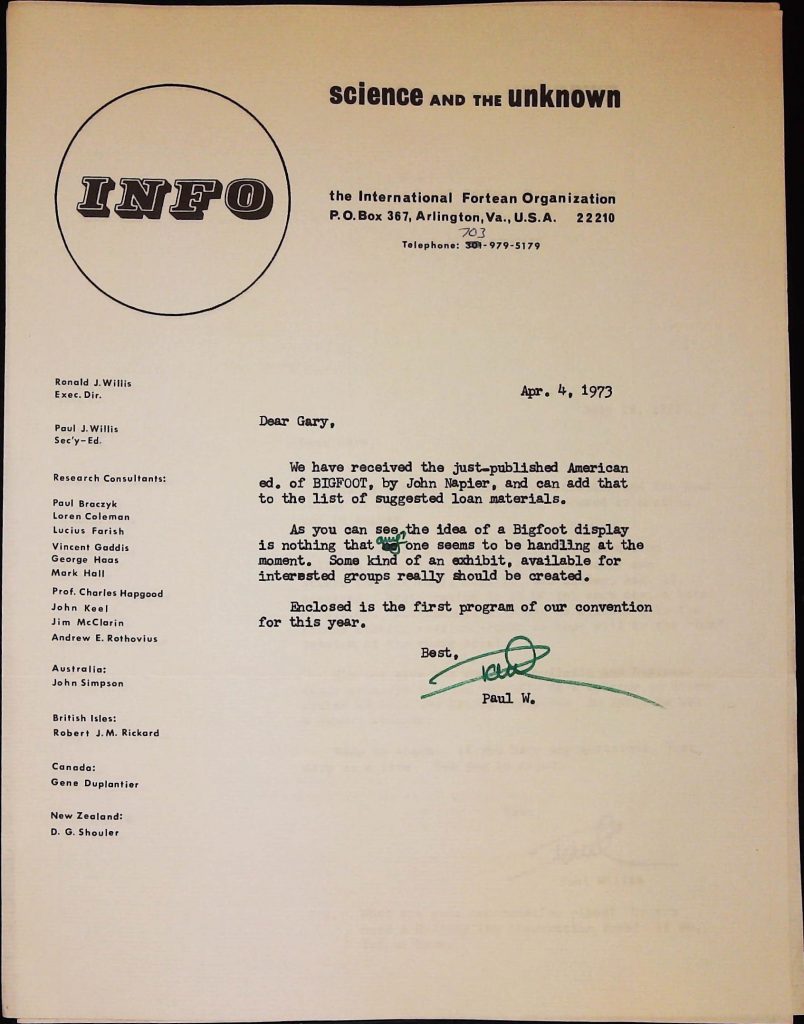 science AND THE unknown
INFO
the International Fortean Organization
P.O. Box 367, Arlington, Va., U.S.A. 22210
703
Telephone: 301-979-5179
Ronald J. Willis
Exec. Dir.
Paul J. Willis
Sec'y-Ed.
Research Consultants:
Paul Braczyk
Loren Coleman
Lucius Farish
Vincent Gaddis
George Haas
Mark Hall
Prof. Charles Hapgood
John Keel
Jim McClarin
Andrew E. Rothovius
Australia:
John Simpson
British Isles:
Robert J.M. Rickard
Canada:
Gene Duplantier
New Zealand:
D. G. Shouler
Apr. 4, 1973
Dear Gary,
We have received the just-published American
ed. of BIGFOOT, by John Napier, and can add that
to the list of suggested loan materials.
As you can see the idea of a Bigfoot display
is nothing that any one seems to be handling at the
moment. Some kind of an exhibit, available for
interested groups really should be created.
Enclosed is the first program of our convention
for this year.
Best,
Paul
Paul W.